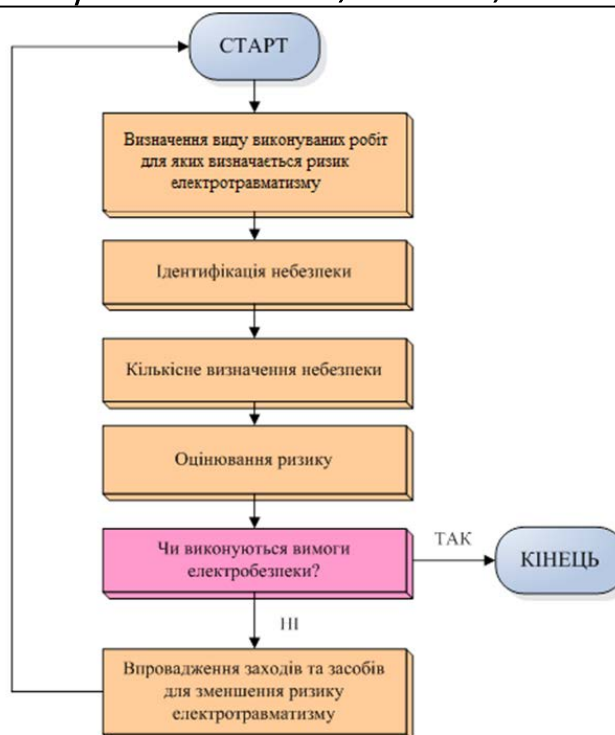 СТАРТ
Визначення виду виконуваних робіт
для яких визначається ризик
електротравматизму
Ідентифікація небезпеки
Кількісне визначення небезпеки
Оцінювання ризику
Чи виконуються вимоги
електробезпеки?
ТАК
КІНЕЦЬ
НІ
Впровадження заходів та засобів
для зменшення ризику
електротравматизму